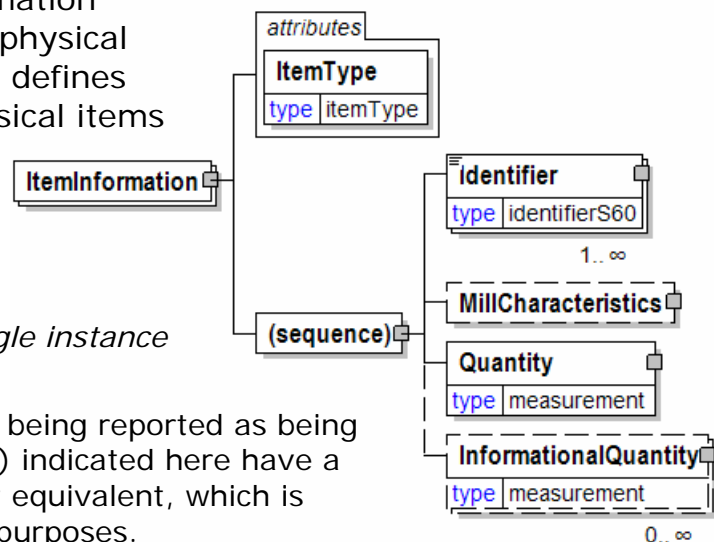 mation
physical
defines
sical items
attributes
ItemType
type itemType
ItemInformation
Identifier
type identifierS60
1.. ∞
MillCharacteristics
(sequence)
gle instance
Quantity
type measurement
being reported as being
) indicated here have a
equivalent, which is
purposes.
InformationalQuantity
type measurement
0.. ∞